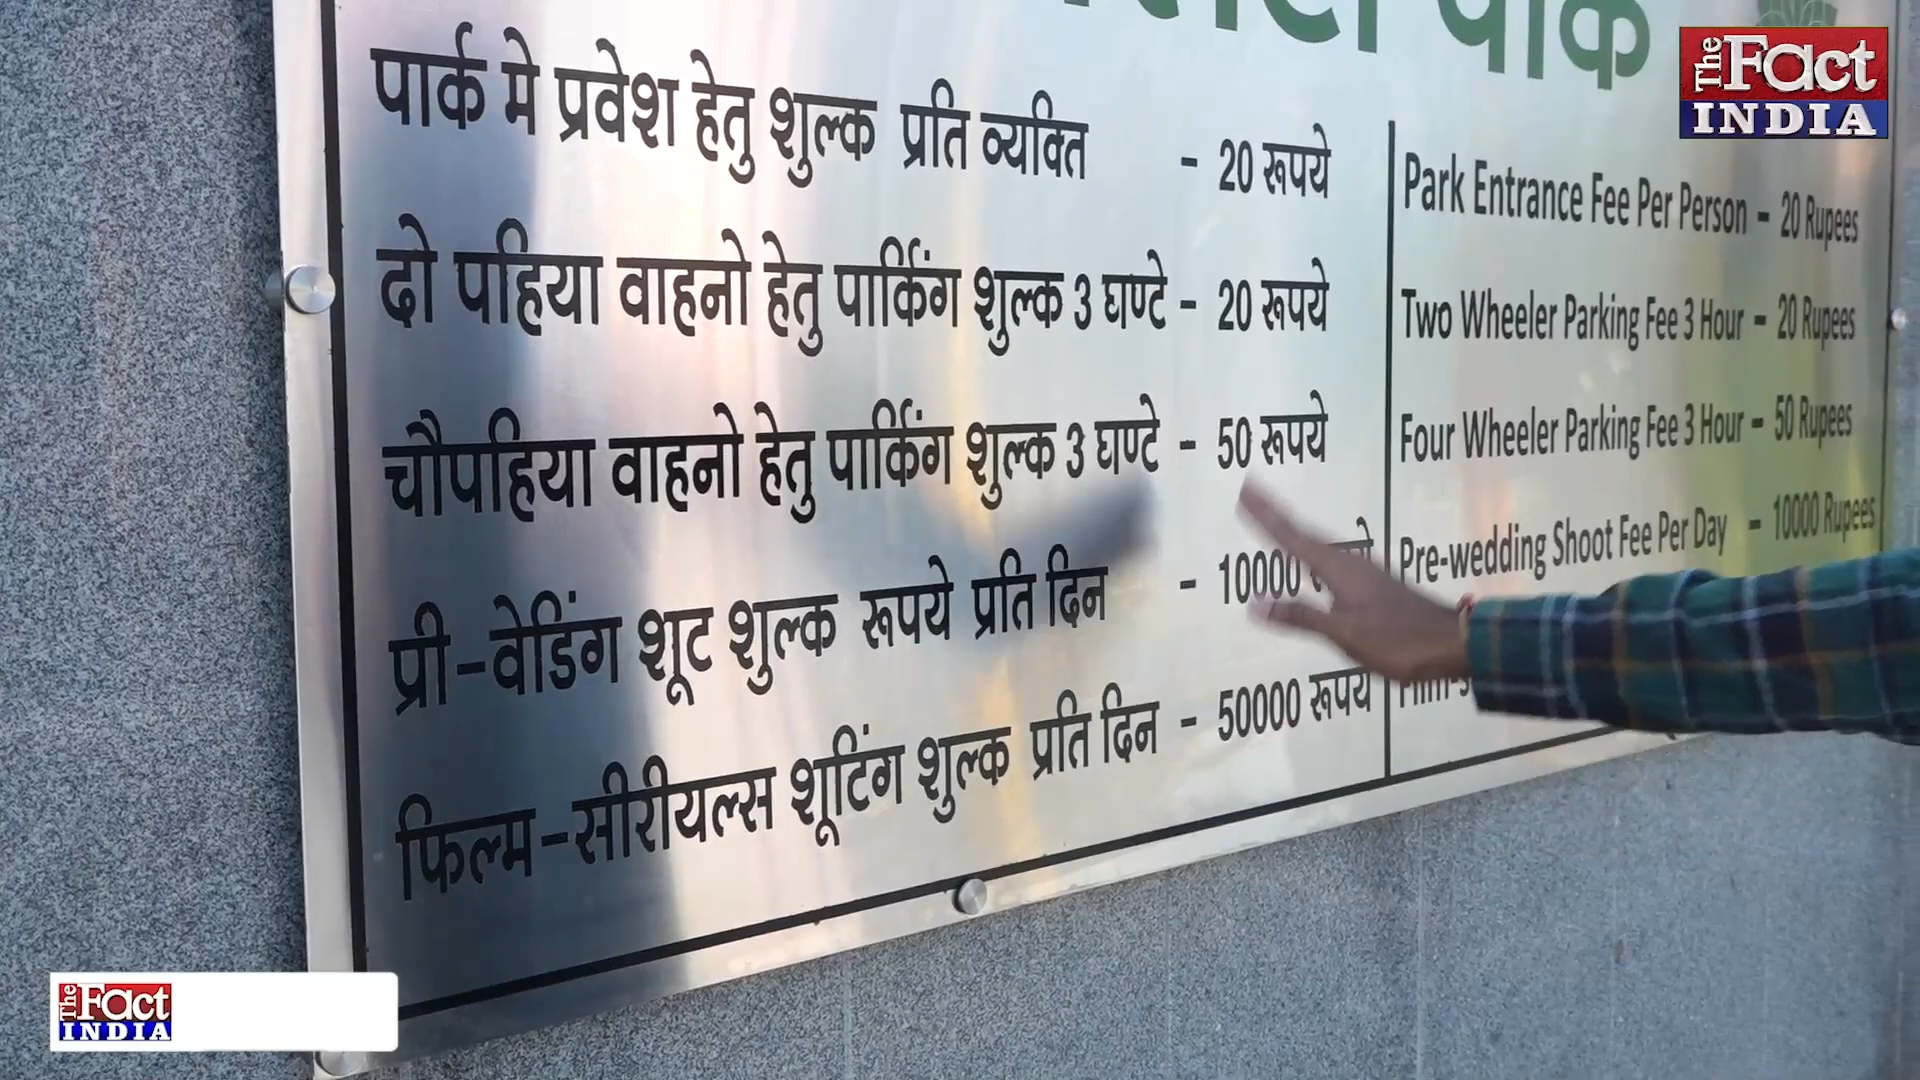 पार्क
The Fact INDIA
पार्क मे प्रवेश हेतु शुल्क प्रति व्यक्ति - 20 रूपये
दो पहिया वाहनो हेतु पार्किंग शुल्क 3 घण्टे - 20 रूपये
चौपहिया वाहनो हेतु पार्किंग शुल्क 3 घण्टे - 50 रूपये
प्री-वेडिंग शूट शुल्क रूपये प्रति दिन - 10000
फिल्म-सीरीयल्स शूटिंग शुल्क प्रति दिन - 50000 रूपये
Park Entrance Fee Per Person - 20 Rupees
Two Wheeler Parking Fee 3 Hour - 20 Rupees
Four Wheeler Parking Fee 3 Hour - 50 Rupees
Pre-wedding Shoot Fee Per Day - 10000 Rupees
The Fact INDIA